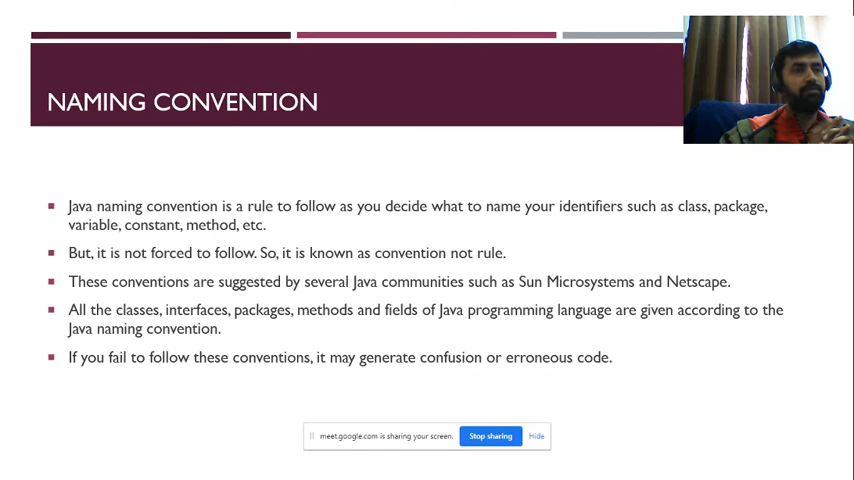 NAMING CONVENTION
Java naming convention is a rule to follow as you decide what to name your identifiers such as class, package,
variable, constant, method, etc.
But, it is not forced to follow. So, it is known as convention not rule.
These conventions are suggested by several Java communities such as Sun Microsystems and Netscape.
All the classes, interfaces, packages, methods and fields of Java programming language are given according to the
Java naming convention.
If you fail to follow these conventions, it may generate confusion or erroneous code.
meet.google.com is sharing your screen. Stop sharing Hide